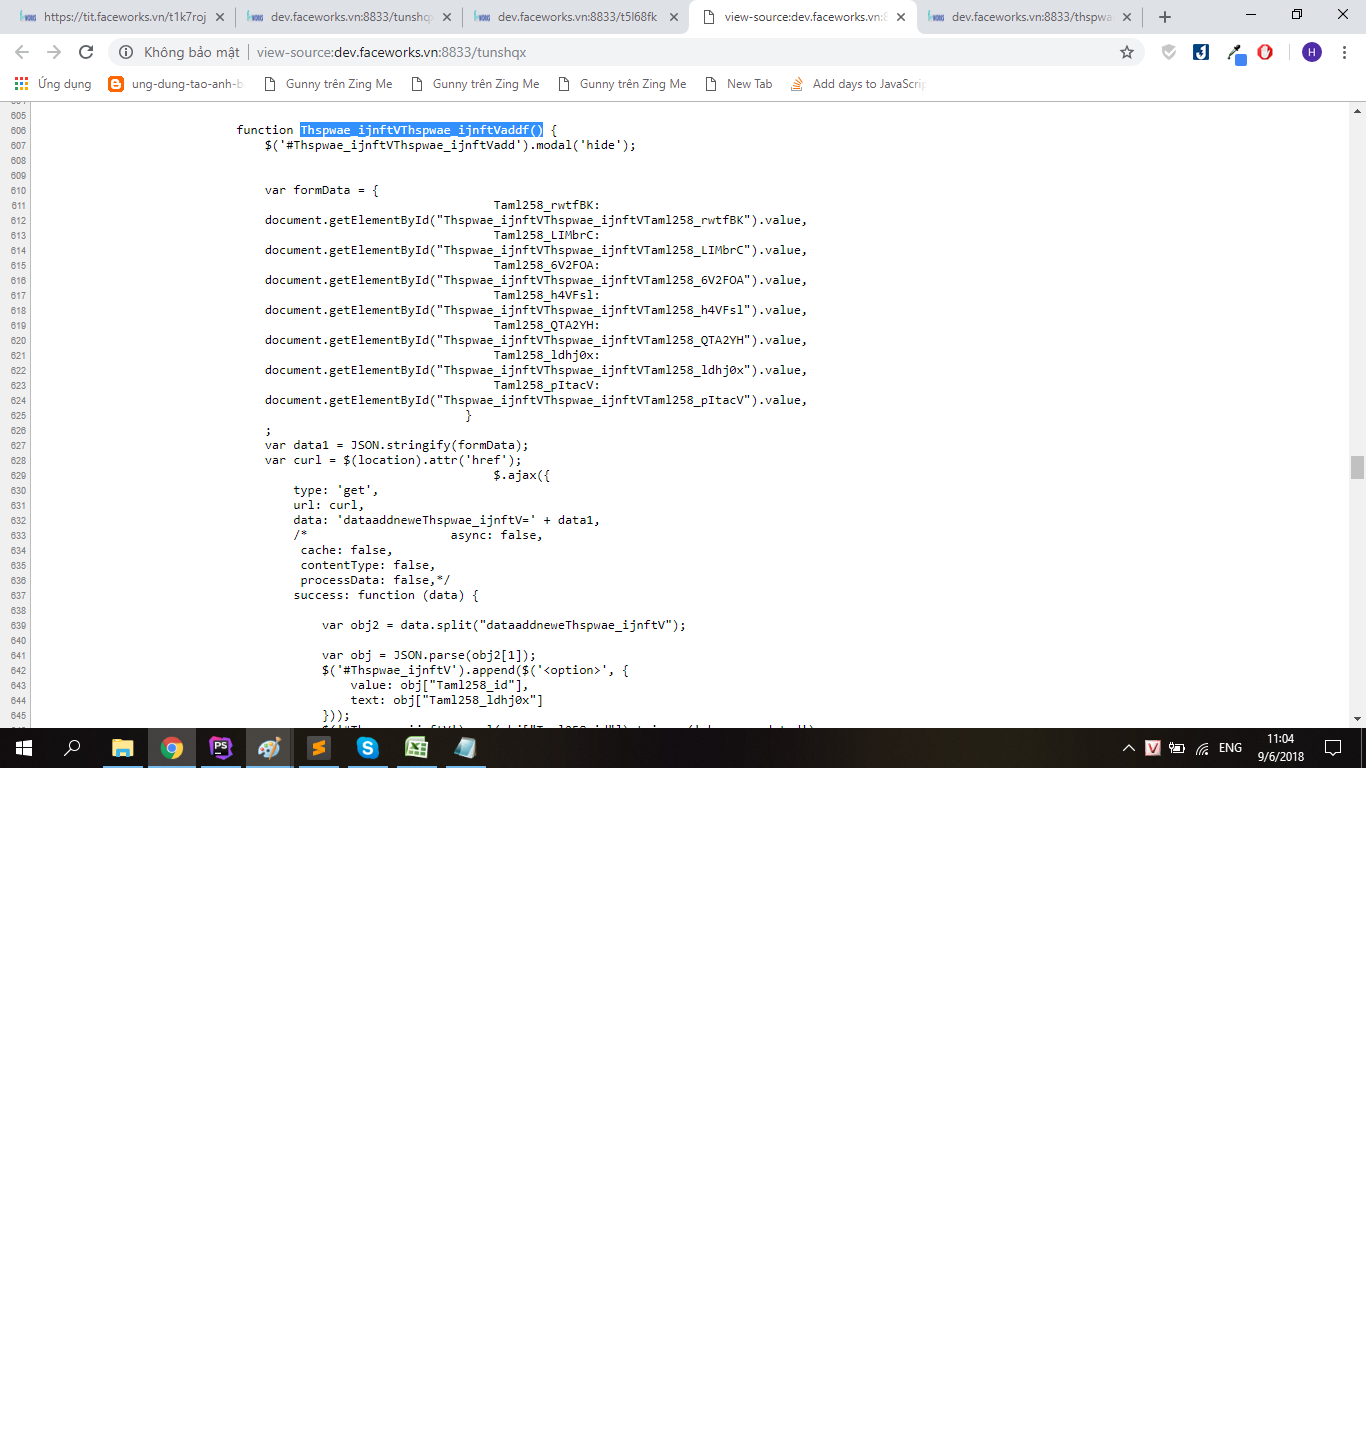 https://tit.faceworks.vn/t1k7roj
dev.faceworks.vn:8833/tunshqx
dev.faceworks.vn:8833/t5l68fk
view-source:dev.faceworks.vn:8
dev.faceworks.vn:8833/thspwa
Không bảo mật
view-source:dev.faceworks.vn:8833/tunshqx
H
Ứng dụng
ung-dung-tao-anh-b
Gunny trên Zing Me
Gunny trên Zing Me
Gunny trên Zing Me
New Tab
Add days to JavaScrip
605
606 function Thspwae_ijnftVThspwae_ijnftVaddf() {
607 $('#Thspwae_ijnftVThspwae_ijnftVadd').modal('hide');
608
609
610 var formData = {
611 Taml258_rwtfBK:
612 document.getElementById("Thspwae_ijnftVThspwae_ijnftVTaml258_rwtfBK").value,
613 Taml258_LIMbrC:
614 document.getElementById("Thspwae_ijnftVThspwae_ijnftVTaml258_LIMbrC").value,
615 Taml258_6V2FOA:
616 document.getElementById("Thspwae_ijnftVThspwae_ijnftVTaml258_6V2FOA").value,
617 Taml258_h4VFsl:
618 document.getElementById("Thspwae_ijnftVThspwae_ijnftVTaml258_h4VFsl").value,
619 Taml258_QTA2YH:
620 document.getElementById("Thspwae_ijnftVThspwae_ijnftVTaml258_QTA2YH").value,
621 Taml258_ldhj0x:
622 document.getElementById("Thspwae_ijnftVThspwae_ijnftVTaml258_ldhj0x").value,
623 Taml258_pItacV:
624 document.getElementById("Thspwae_ijnftVThspwae_ijnftVTaml258_pItacV").value,
625 }
626 ;
627 var data1 = JSON.stringify(formData);
628 var curl = $(location).attr('href');
629 $.ajax({
630 type: 'get',
631 url: curl,
632 data: 'dataaddneweThspwae_ijnftV=' + data1,
633 /* async: false,
634 cache: false,
635 contentType: false,
636 processData: false,*/
637 success: function (data) {
638
639 var obj2 = data.split("dataaddneweThspwae_ijnftV");
640
641 var obj = JSON.parse(obj2[1]);
642 $('#Thspwae_ijnftV').append($('<option>', {
643 value: obj["Taml258_id"],
644 text: obj["Taml258_ldhj0x"]
645 }));
ENG
11:04
9/6/2018